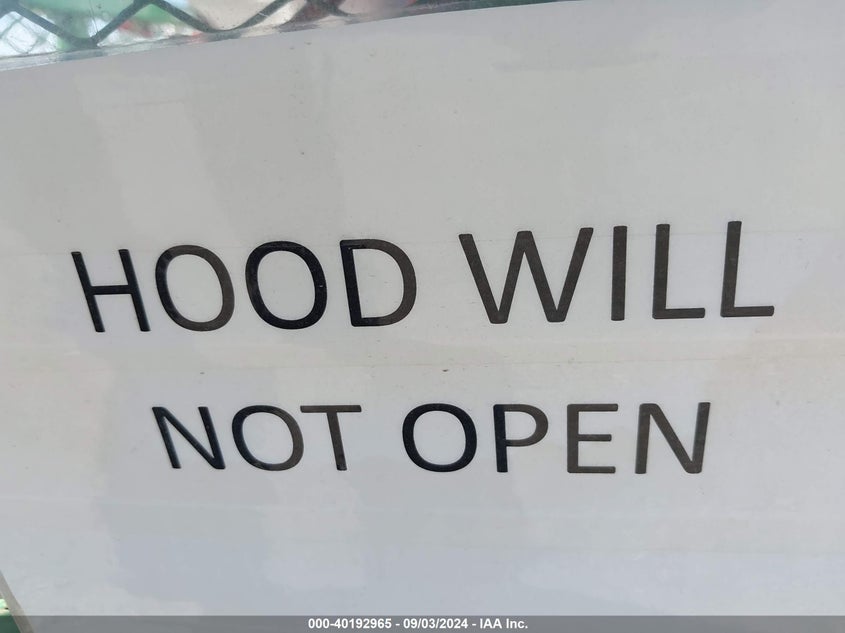 HOOD WILL
NOT OPEN
000-40192965 - 09/03/2024 - IAA Inc.